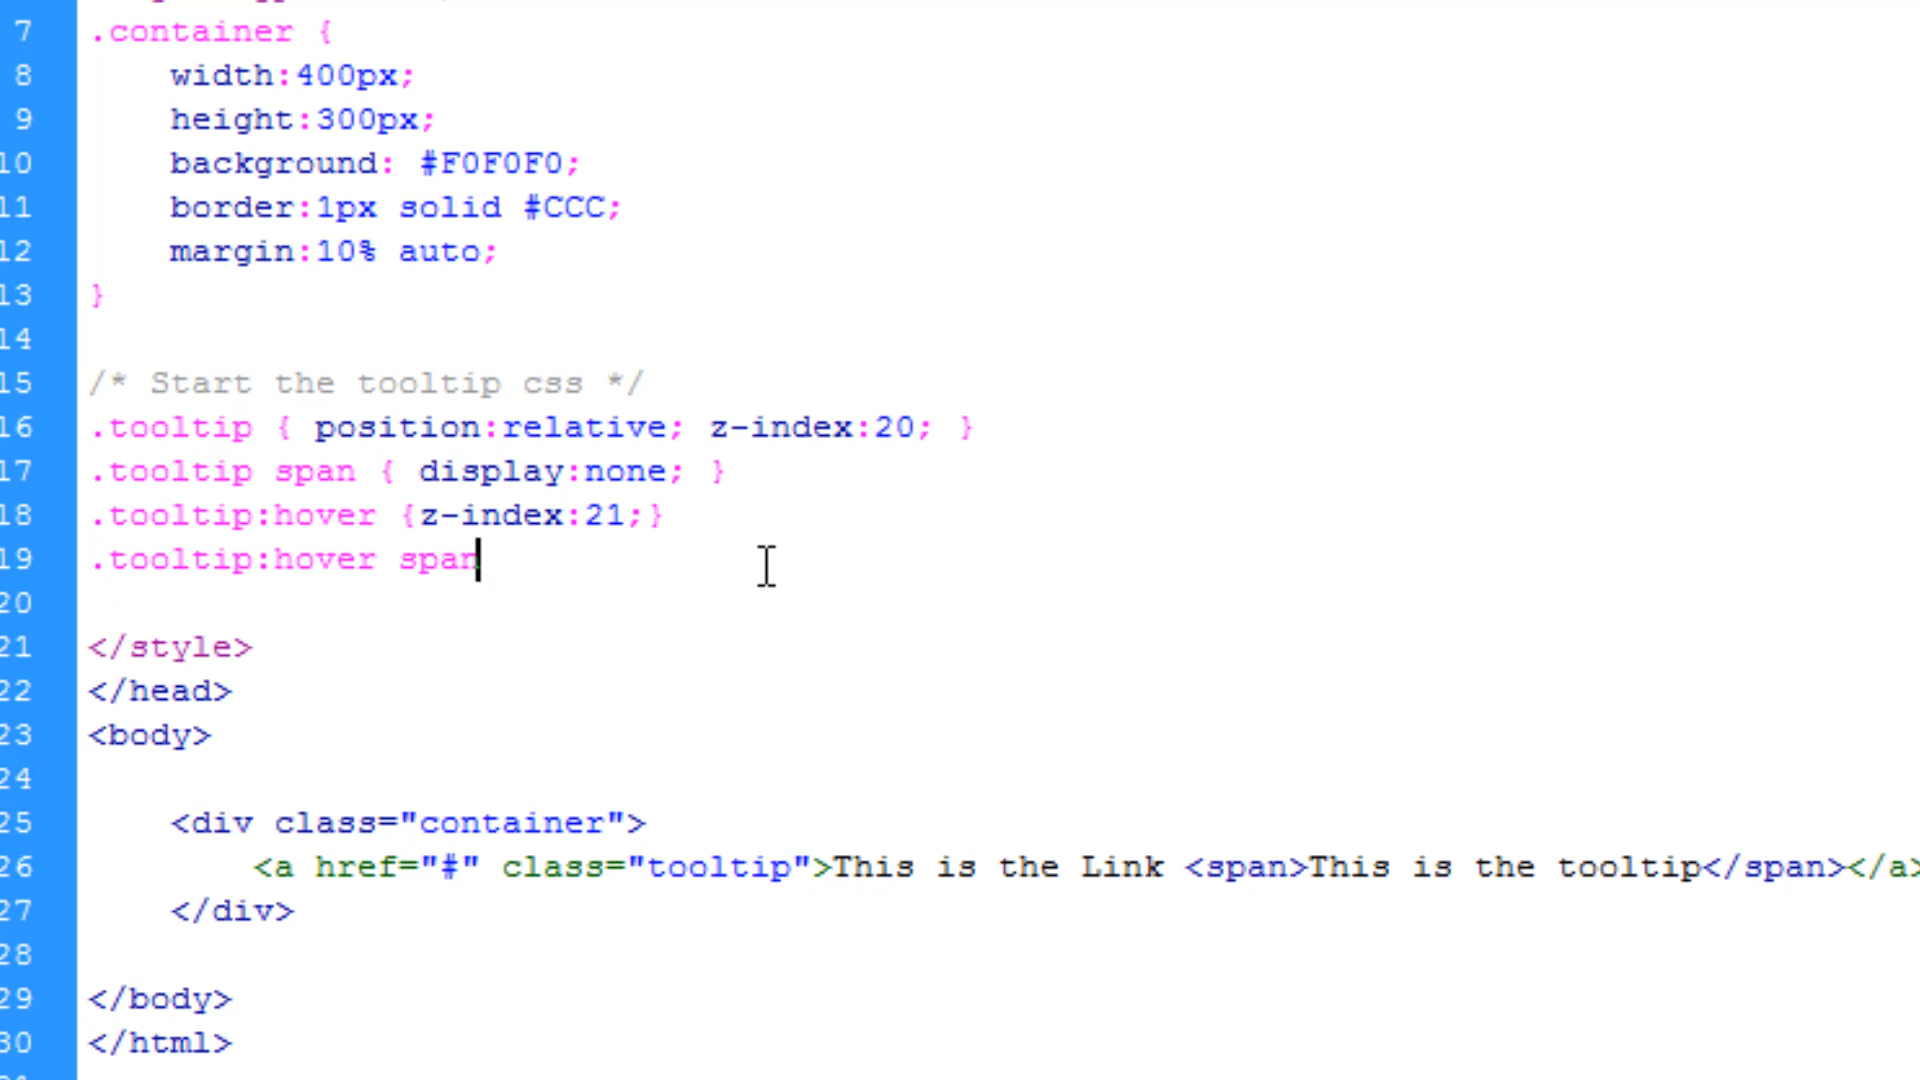 7 .container {
8 width:400px;
9 height:300px;
10 background: #F0F0F0;
11 border:1px solid #CCC;
12 margin:10% auto;
13 }
14
15 /* Start the tooltip css */
16 .tooltip { position:relative; z-index:20; }
17 .tooltip span { display:none; }
18 .tooltip:hover {z-index:21;}
19 .tooltip:hover span
20
21 </style>
22 </head>
23 <body>
24
25 <div class="container">
26 <a href="#" class="tooltip">This is the Link <span>This is the tooltip</span></a>
27 </div>
28
29 </body>
30 </html>